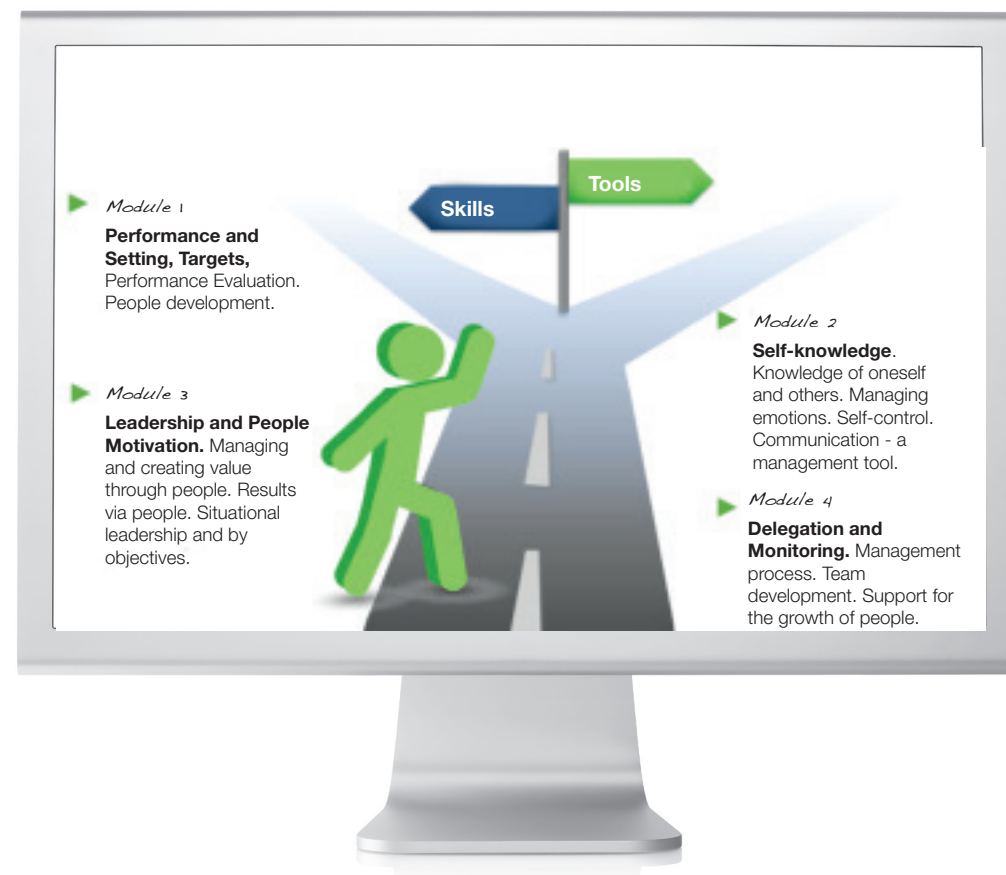 Tools
Skills
Module 1
Performance and
Setting, Targets,
Performance Evaluation.
People development.
Module 2
Self-knowledge.
Knowledge of oneself
and others. Managing
emotions. Self-control.
Communication - a
management tool.
Module 3
Leadership and People
Motivation. Managing
and creating value
through people. Results
via people. Situational
leadership and by
objectives.
Module 4
Delegation and
Monitoring. Management
process. Team
development. Support for
the growth of people.